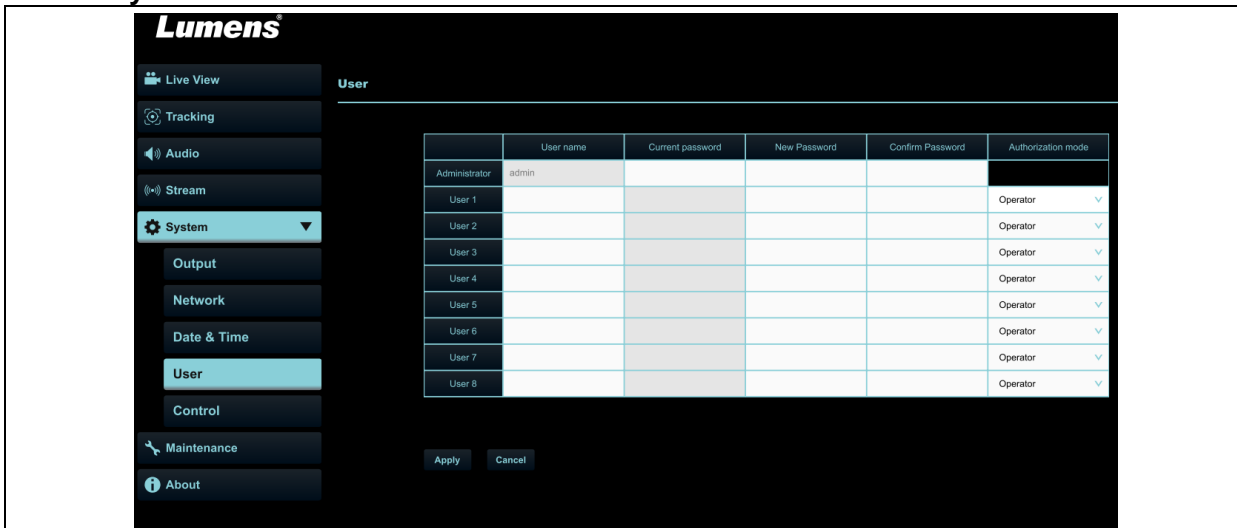 Lumens®
Live View
User
Tracking
User name Current password New Password Confirm Password Authorization mode
Audio
Administrator admin
Stream
User 1 Operator
System
User 2 Operator
User 3 Operator
Output
User 4 Operator
Network
User 5 Operator
User 6 Operator
Date & Time
User 7 Operator
User
User 8 Operator
Control
Maintenance
Apply Cancel
About